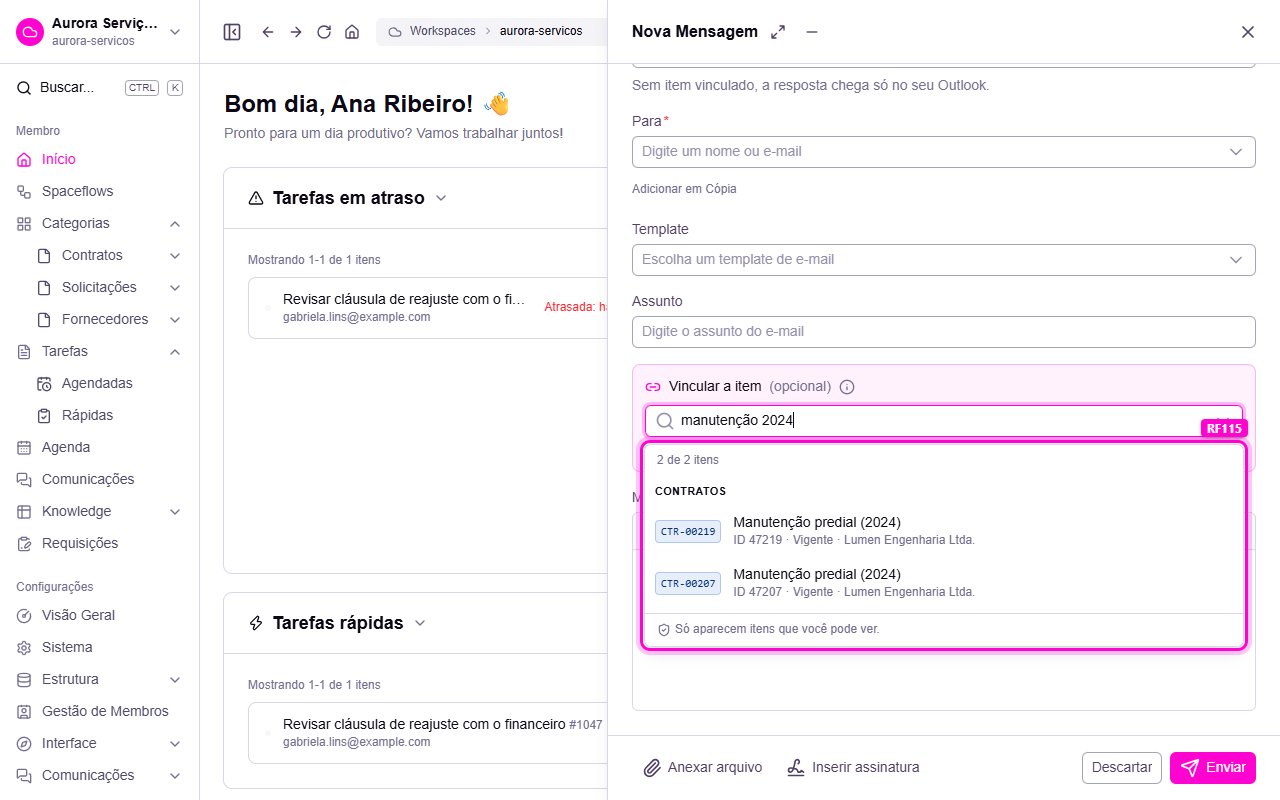 Aurora Serviç...
aurora-servicos
Buscar...
CTRL
K
Membro
Início
Spaceflows
Categorias
Contratos
Solicitações
Fornecedores
Tarefas
Agendadas
Rápidas
Agenda
Comunicações
Knowledge
Requisições
Configurações
Visão Geral
Sistema
Estrutura
Gestão de Membros
Interface
Comunicações
Workspaces
aurora-servicos
Bom dia, Ana Ribeiro! 👋
Pronto para um dia produtivo? Vamos trabalhar juntos!
Tarefas em atraso
Mostrando 1-1 de 1 itens
Revisar cláusula de reajuste com o fi...
gabriela.lins@example.com
Atrasada:
Tarefas rápidas
Mostrando 1-1 de 1 itens
Revisar cláusula de reajuste com o financeiro #1047
gabriela.lins@example.com
Nova Mensagem
Sem item vinculado, a resposta chega só no seu Outlook.
Para*
Digite um nome ou e-mail
Adicionar em Cópia
Template
Escolha um template de e-mail
Assunto
Digite o assunto do e-mail
Vincular a item (opcional)
manutenção 2024
RF115
2 de 2 itens
CONTRATOS
CTR-00219
Manutenção predial (2024)
ID 47219 · Vigente · Lumen Engenharia Ltda.
CTR-00207
Manutenção predial (2024)
ID 47207 · Vigente · Lumen Engenharia Ltda.
Só aparecem itens que você pode ver.
Anexar arquivo
Inserir assinatura
Descartar
Enviar